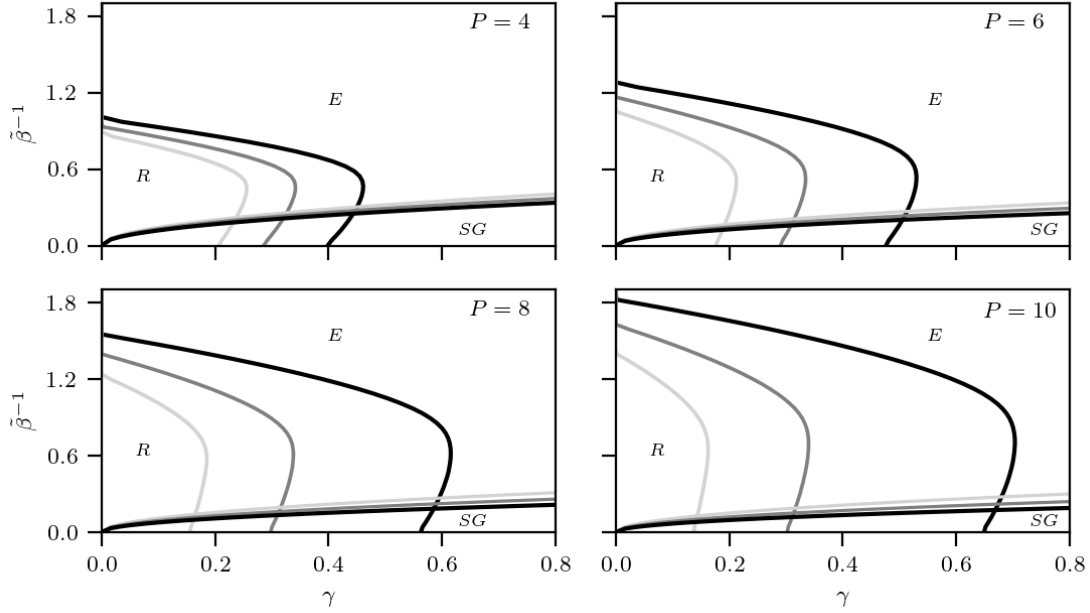 1.8
1.2
0.6
0.0
β̃⁻¹
P = 4
E
R
SG
P = 6
E
R
SG
1.8
1.2
0.6
0.0
β̃⁻¹
P = 8
E
R
SG
0.0 0.2 0.4 0.6 0.8
γ
P = 10
E
R
SG
0.0 0.2 0.4 0.6 0.8
γ